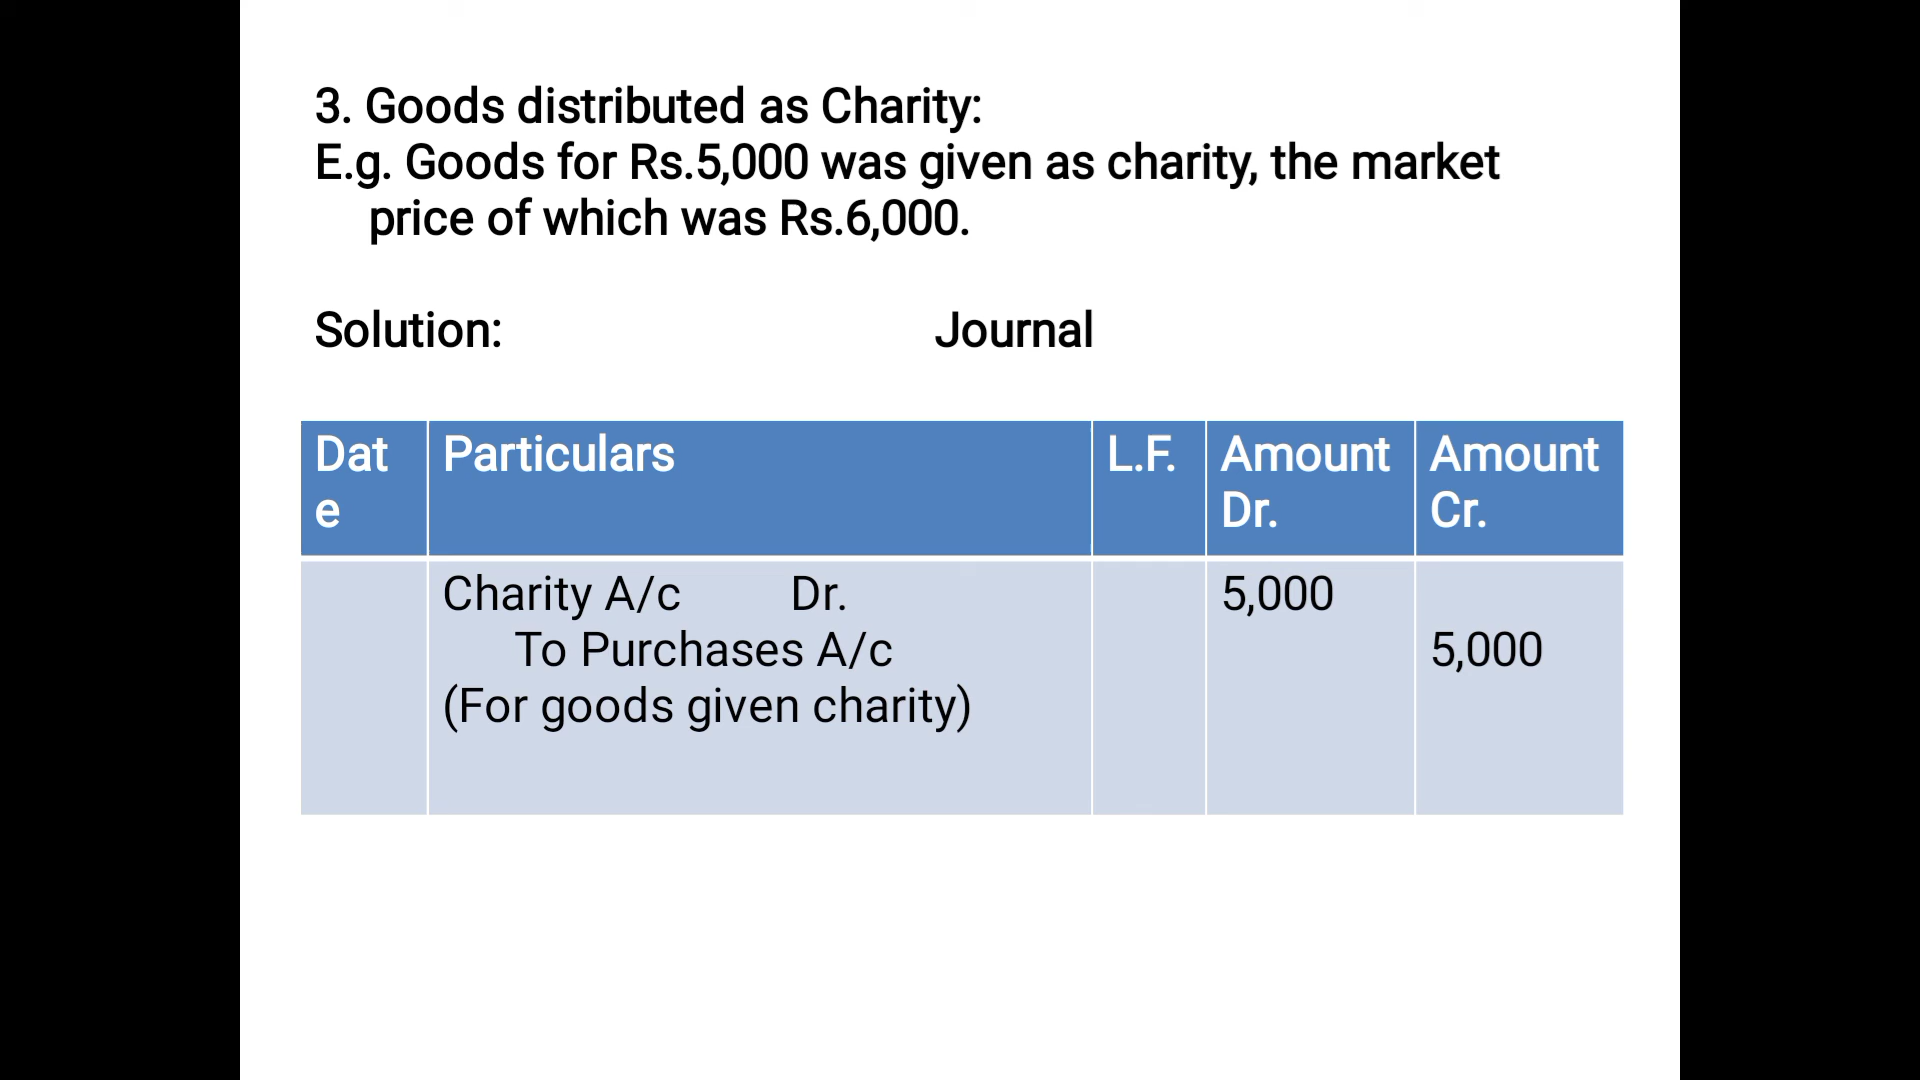 3. Goods distributed as Charity:
E.g. Goods for Rs.5,000 was given as charity, the market
price of which was Rs.6,000.
Solution: Journal
Dat
e
Particulars
L.F.
Amount
Dr.
Amount
Cr.
Charity A/c Dr. 5,000
To Purchases A/c 5,000
(For goods given charity)